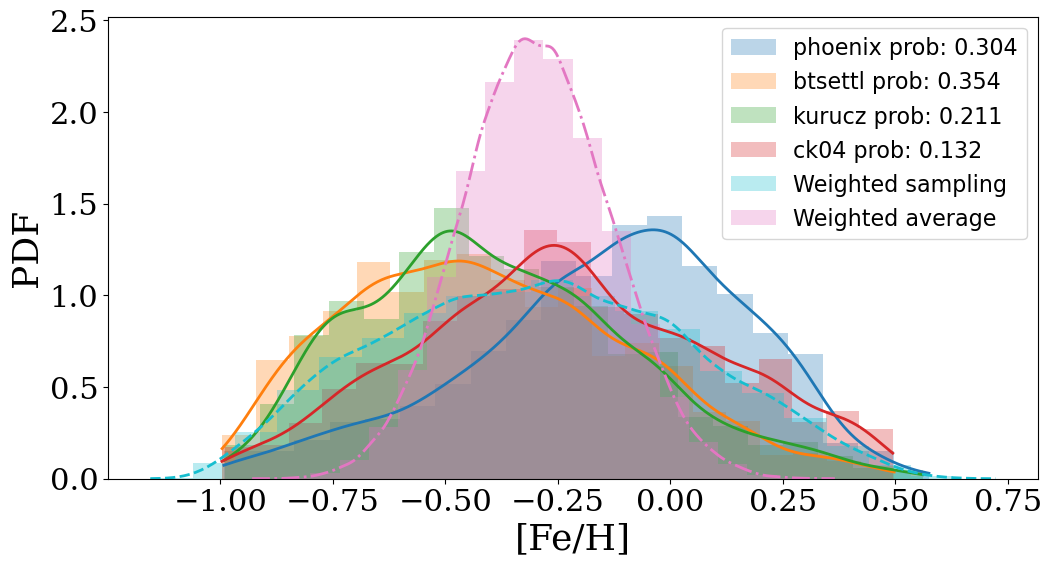 2.5
2.0
1.5
1.0
0.5
0.0
PDF
−1.00
−0.75
−0.50
−0.25
0.00
0.25
0.50
0.75
[Fe/H]
phoenix prob: 0.304
btsettl prob: 0.354
kurucz prob: 0.211
ck04 prob: 0.132
Weighted sampling
Weighted average